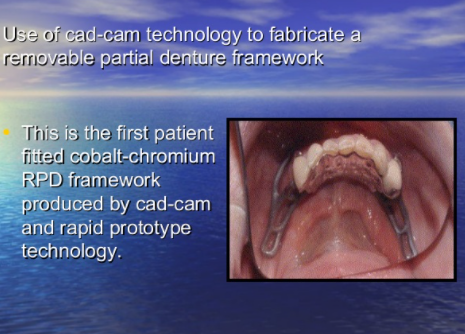 Use of cad-cam technology to fabricate a
removable partial denture framework
This is the first patient
fitted cobalt-chromium
RPD framework
produced by cad-cam
and rapid prototype
technology.